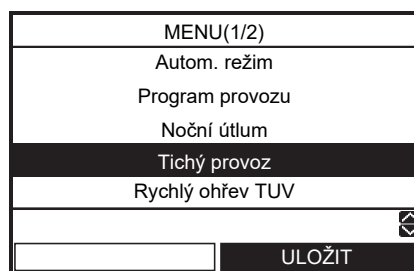 MENU(1/2)
Autom. režim
Program provozu
Noční útlum
Tichý provoz
Rychlý ohřev TUV
ULOŽIT